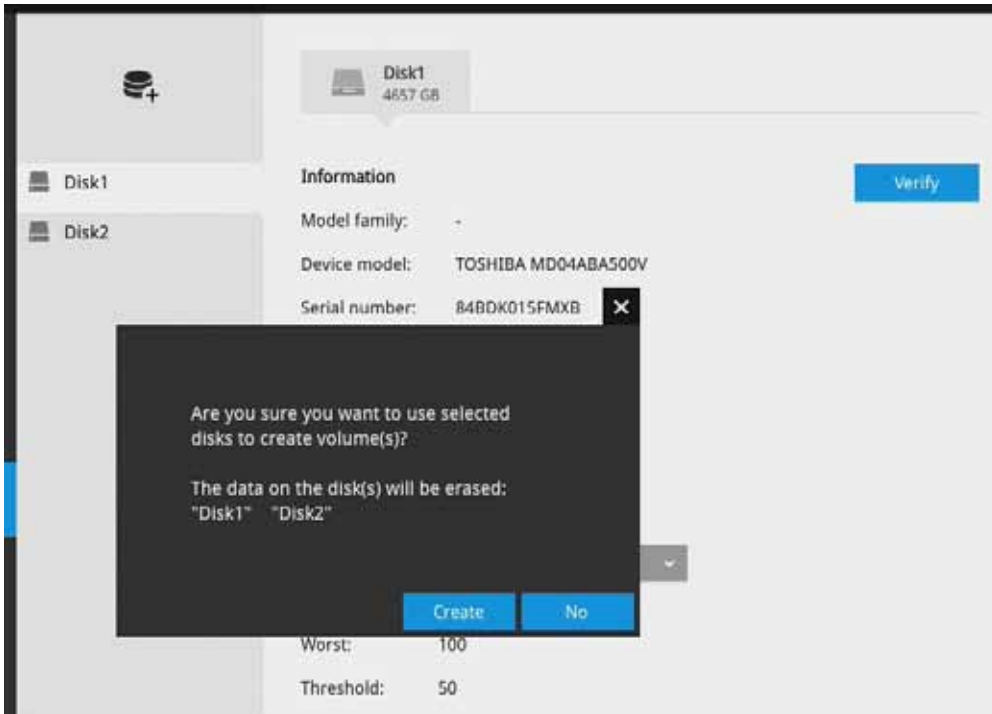 Disk1
4657 GB
Disk1
Disk2
Information
Verify
Model family: -
Device model: TOSHIBA MD04ABA500V
Serial number: 84BDK015FMXB
Are you sure you want to use selected
disks to create volume(s)?
The data on the disk(s) will be erased:
"Disk1" "Disk2"
Create
No
Worst: 100
Threshold: 50